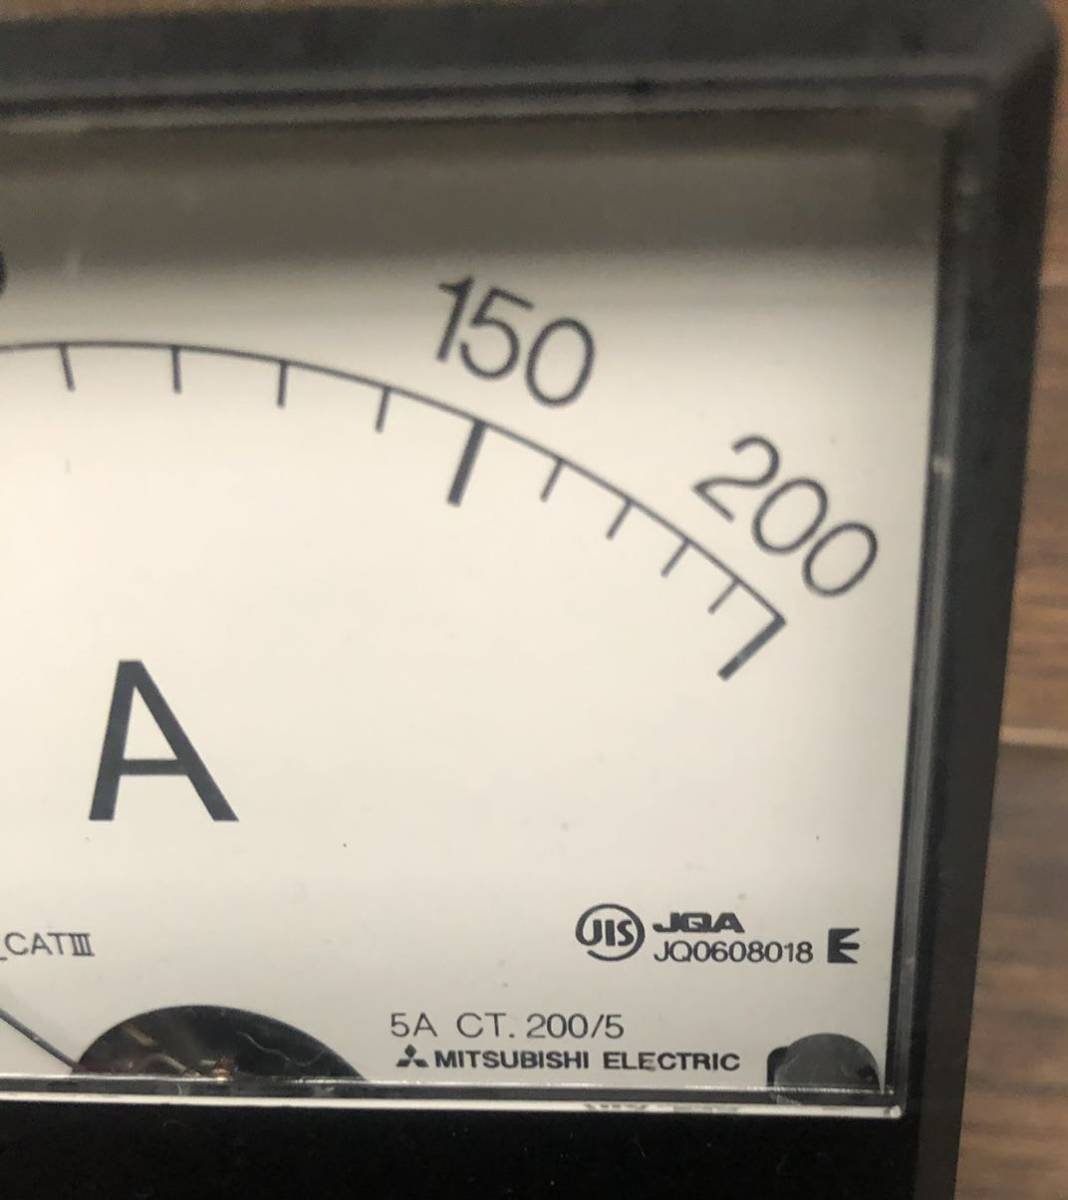 150
200
A
CATⅢ
JIS JQA
JQ0608018
5A CT. 200/5
MITSUBISHI ELECTRIC